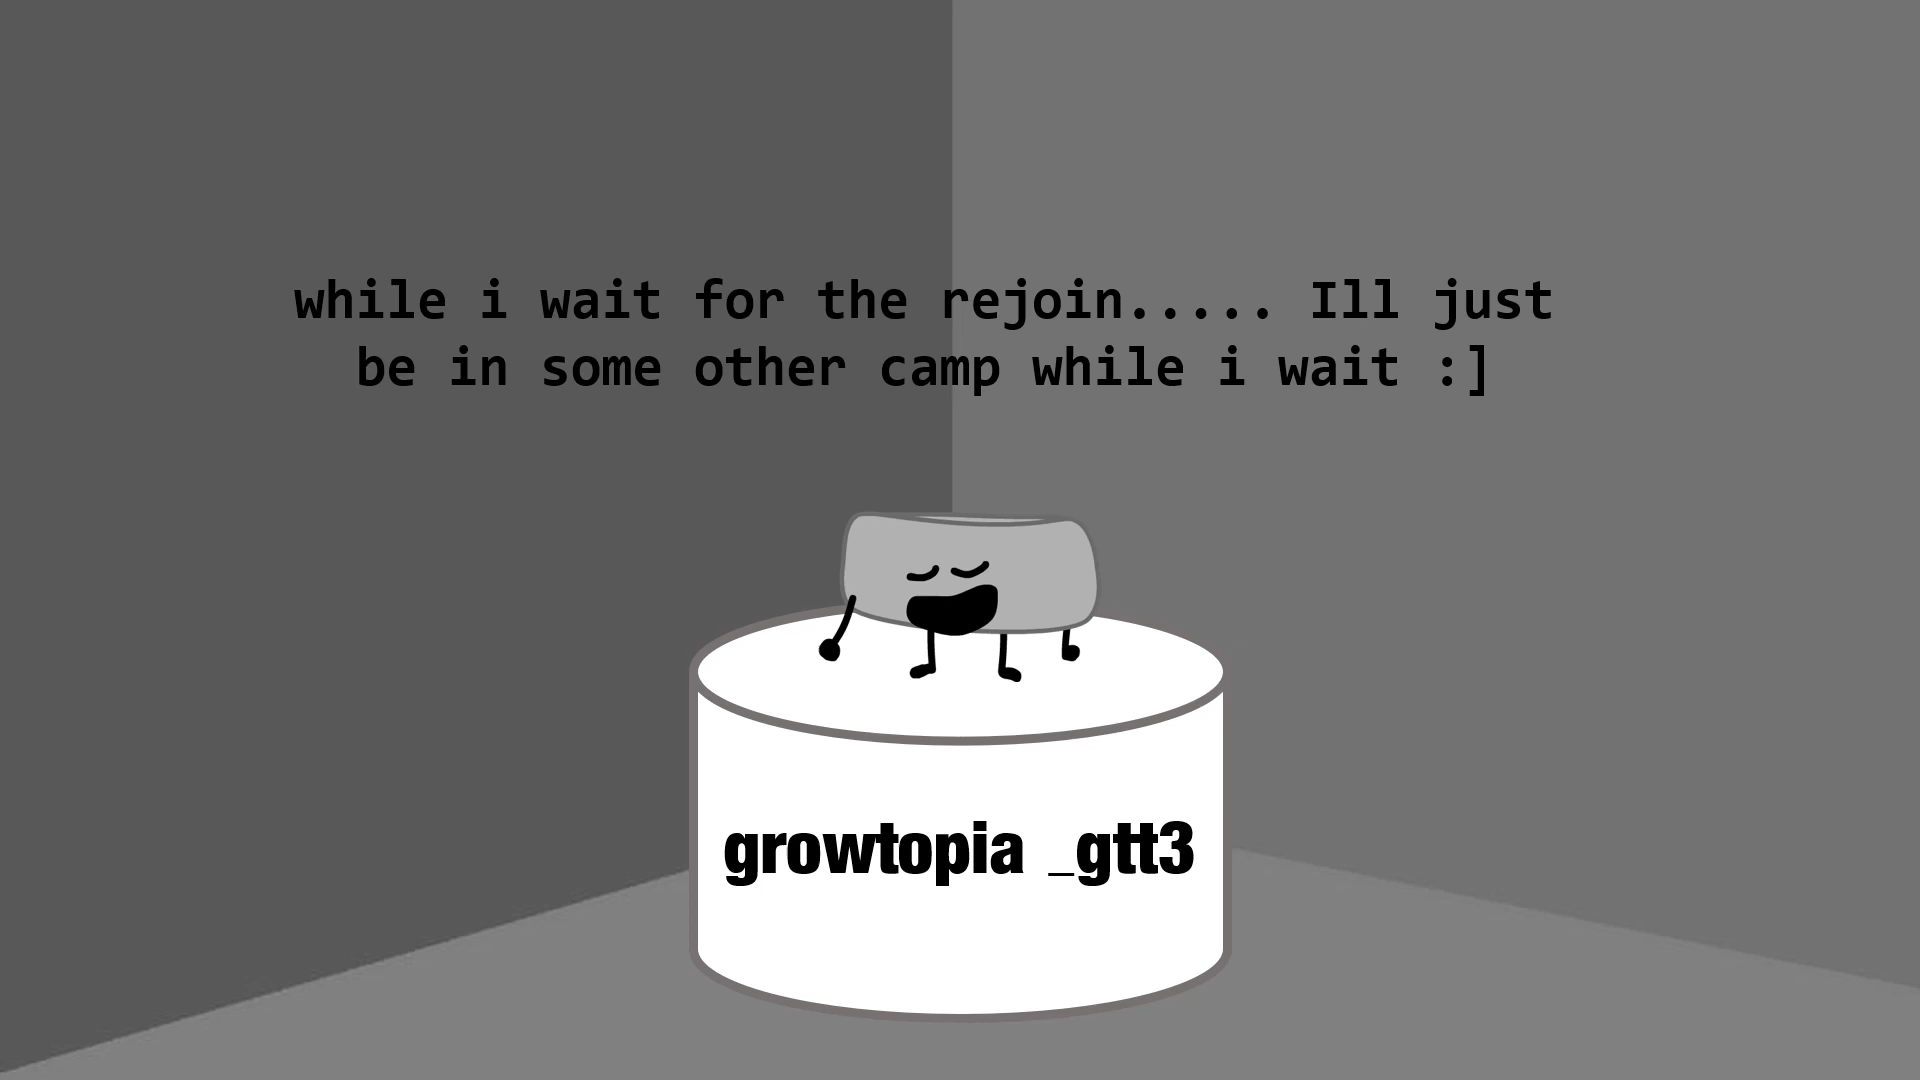 while i wait for the rejoin..... Ill just
be in some other camp while i wait :]
growtopia _gtt3